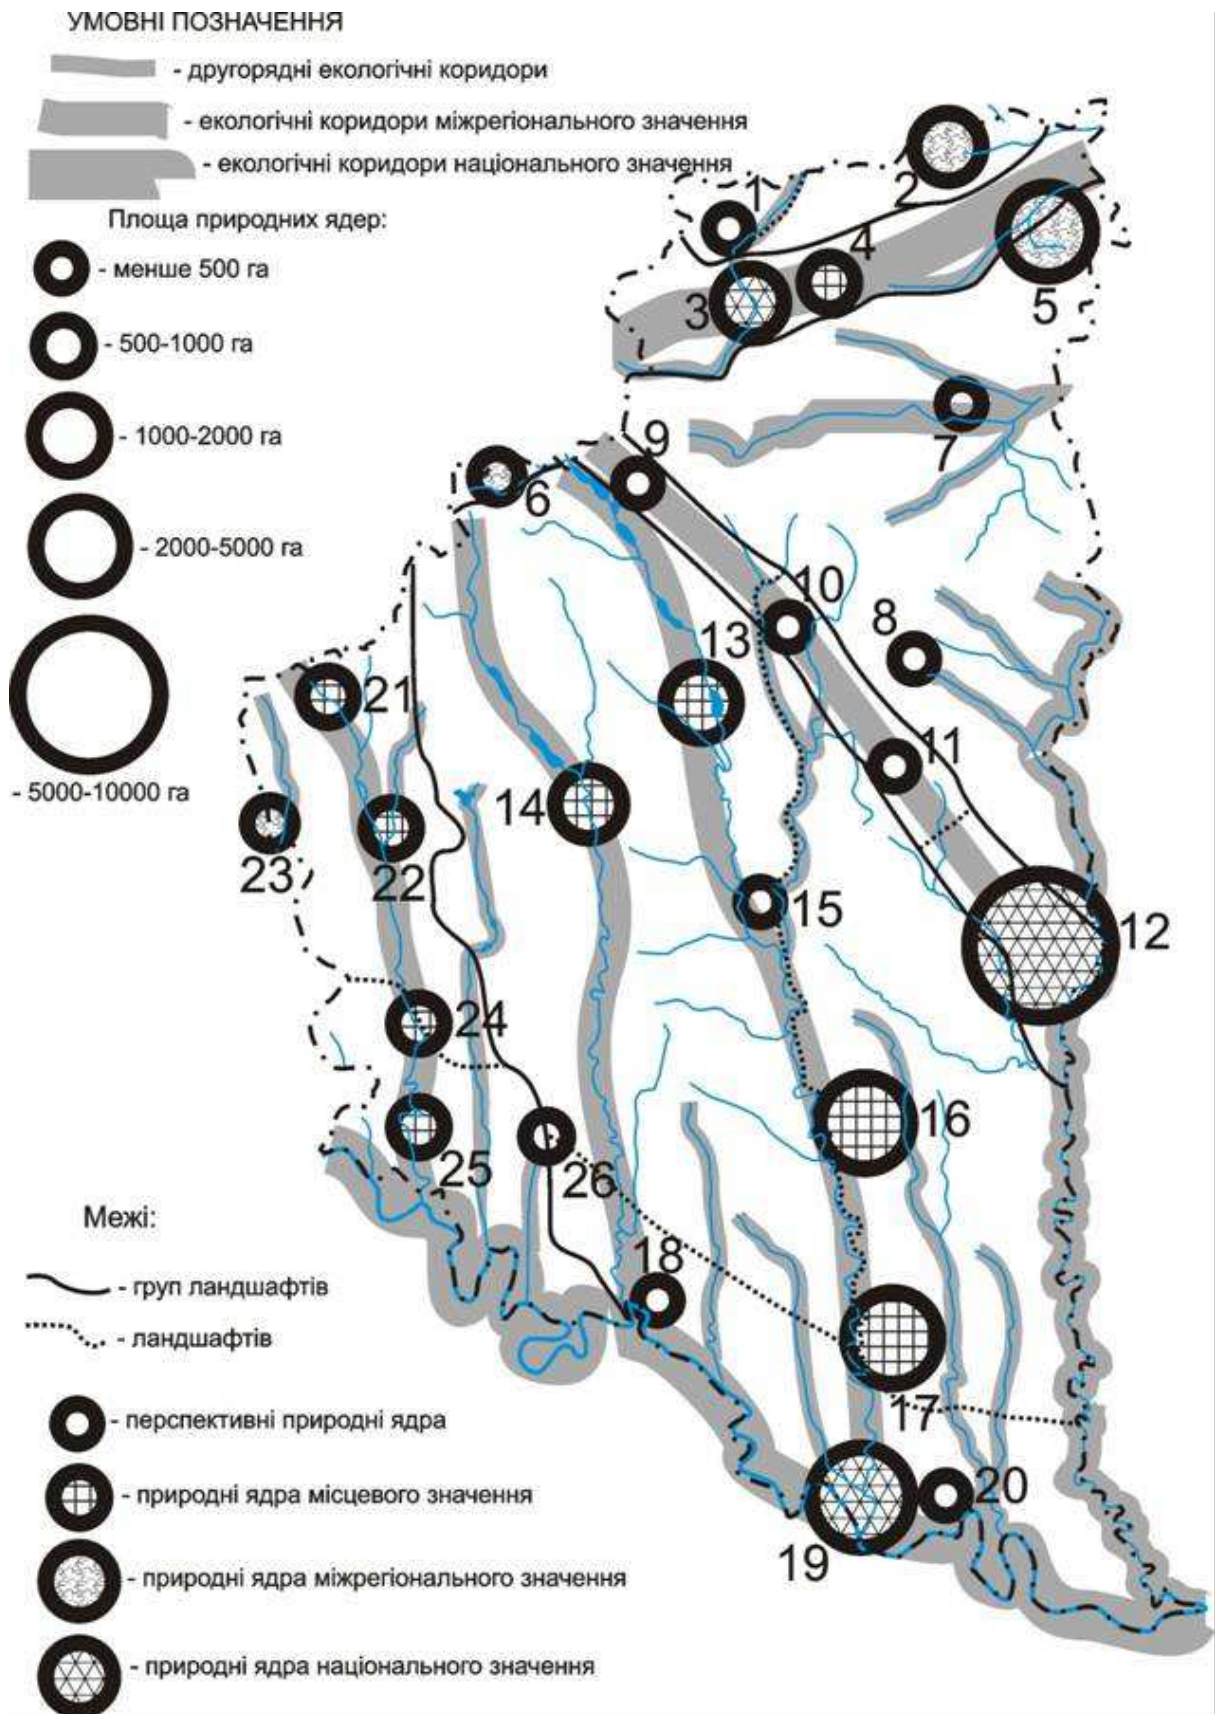 УМОВНІ ПОЗНАЧЕННЯ
- другорядні екологічні коридори
- екологічні коридори міжрегіонального значення
- екологічні коридори національного значення
Площа природних ядер:
- менше 500 га
- 500-1000 га
- 1000-2000 га
- 2000-5000 га
- 5000-10000 га
1
2
3
4
5
6
7
8
9
10
11
12
13
14
15
16
17
18
19
20
21
22
23
24
25
26
Межі:
- груп ландшафтів
- ландшафтів
- перспективні природні ядра
- природні ядра місцевого значення
- природні ядра міжрегіонального значення
- природні ядра національного значення